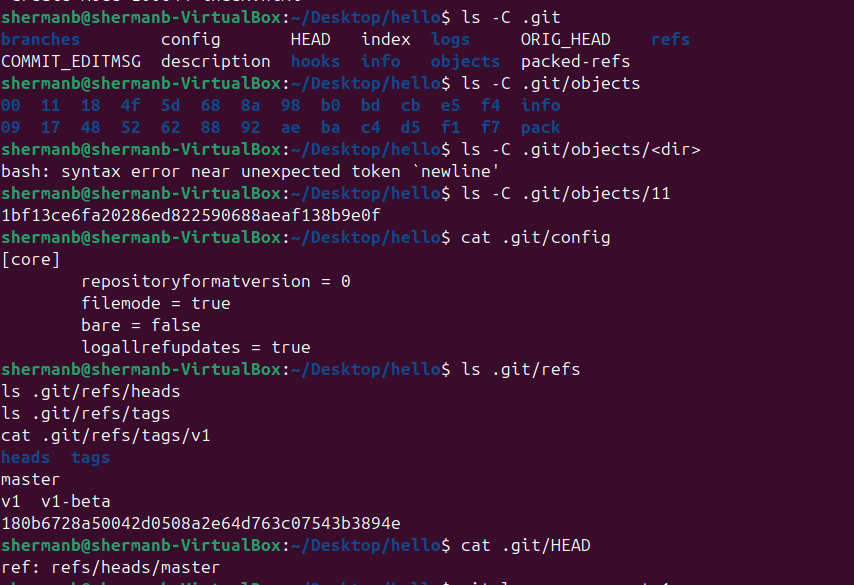 shermanb@shermanb-VirtualBox:~/Desktop/hello$ ls -C .git
branches config HEAD index logs ORIG_HEAD refs
COMMIT_EDITMSG description hooks info objects packed-refs
shermanb@shermanb-VirtualBox:~/Desktop/hello$ ls -C .git/objects
00 11 18 4f 5d 68 8a 98 b0 bd cb e5 f4 info
09 17 48 52 62 88 92 ae ba c4 d5 f1 f7 pack
shermanb@shermanb-VirtualBox:~/Desktop/hello$ ls -C .git/objects/<dir>
bash: syntax error near unexpected token `newline'
shermanb@shermanb-VirtualBox:~/Desktop/hello$ ls -C .git/objects/11
1bf13ce6fa20286ed822590688aeaf138b9e0f
shermanb@shermanb-VirtualBox:~/Desktop/hello$ cat .git/config
[core]
repositoryformatversion = 0
filemode = true
bare = false
logallrefupdates = true
shermanb@shermanb-VirtualBox:~/Desktop/hello$ ls .git/refs
ls .git/refs/heads
ls .git/refs/tags
cat .git/refs/tags/v1
heads tags
master
v1 v1-beta
180b6728a50042d0508a2e64d763c07543b3894e
shermanb@shermanb-VirtualBox:~/Desktop/hello$ cat .git/HEAD
ref: refs/heads/master